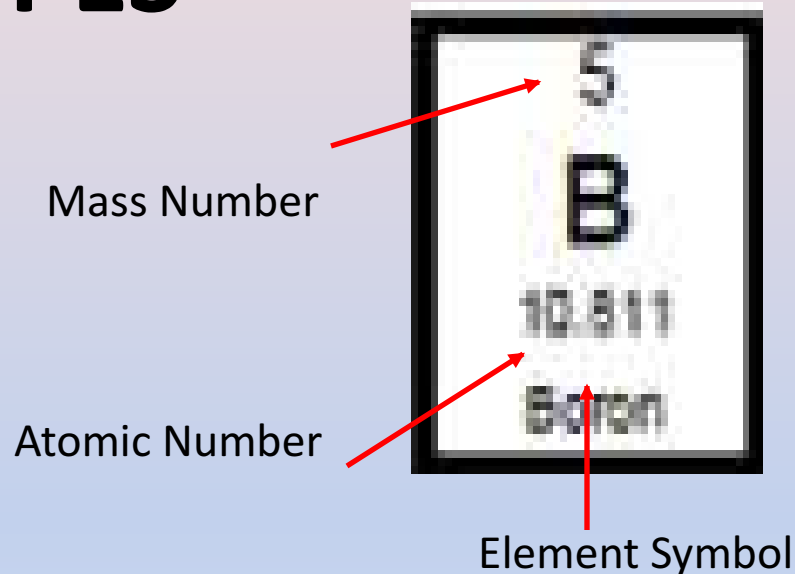 5
B
10.811
Boron
Mass Number
Atomic Number
Element Symbol